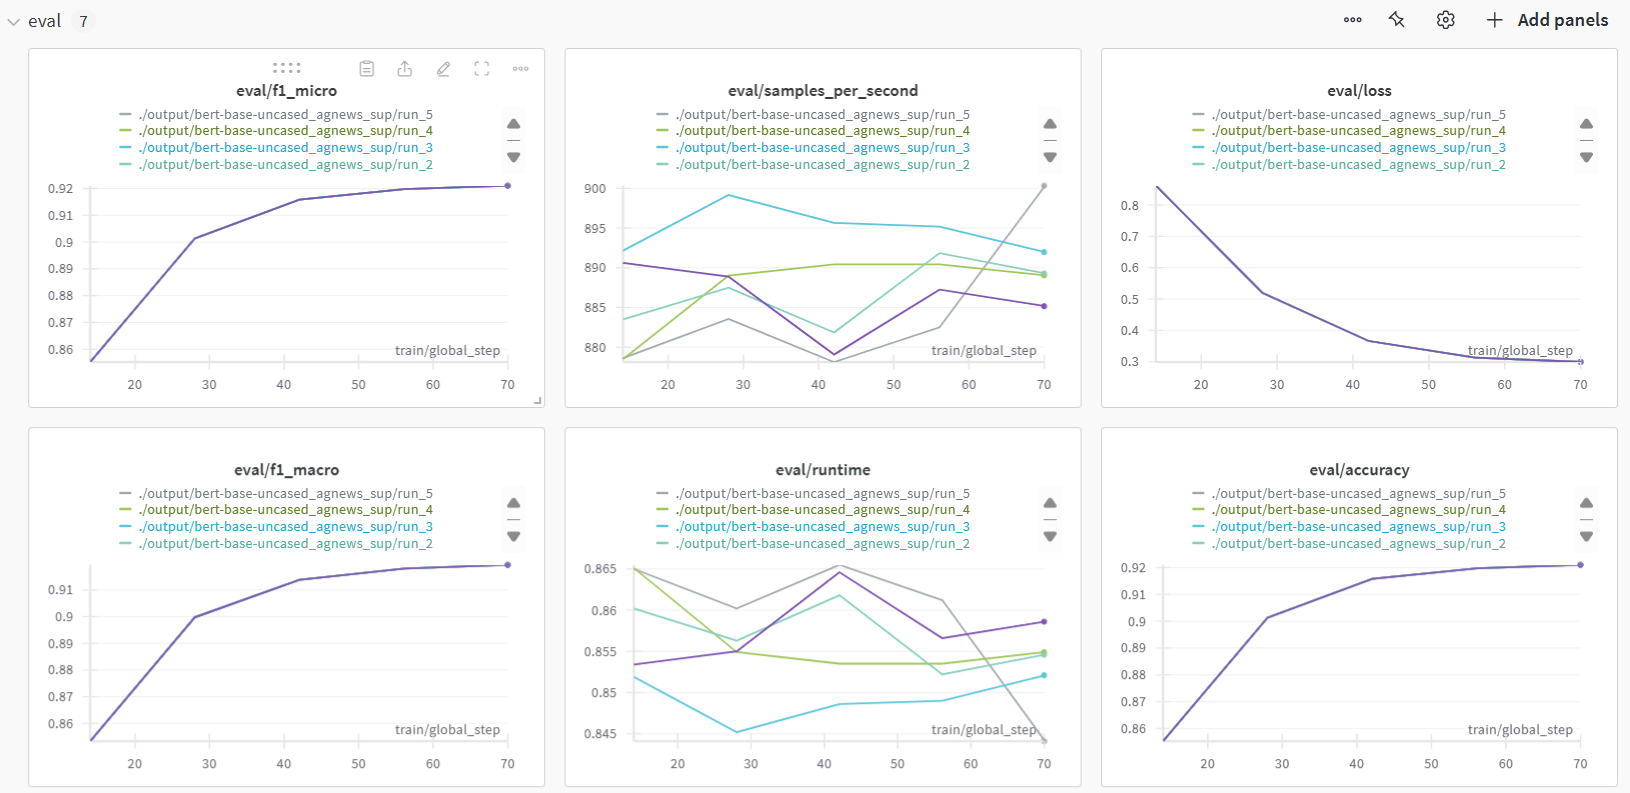 eval 7
Add panels
eval/f1_micro
./output/bert-base-uncased_agnews_sup/run_5
./output/bert-base-uncased_agnews_sup/run_4
./output/bert-base-uncased_agnews_sup/run_3
./output/bert-base-uncased_agnews_sup/run_2
0.92
0.91
0.9
0.89
0.88
0.87
0.86
train/global_step
20 30 40 50 60 70
eval/samples_per_second
./output/bert-base-uncased_agnews_sup/run_5
./output/bert-base-uncased_agnews_sup/run_4
./output/bert-base-uncased_agnews_sup/run_3
./output/bert-base-uncased_agnews_sup/run_2
900
895
890
885
880
train/global_step
20 30 40 50 60 70
eval/loss
./output/bert-base-uncased_agnews_sup/run_5
./output/bert-base-uncased_agnews_sup/run_4
./output/bert-base-uncased_agnews_sup/run_3
./output/bert-base-uncased_agnews_sup/run_2
0.8
0.7
0.6
0.5
0.4
0.3
train/global_step
20 30 40 50 60 70
eval/f1_macro
./output/bert-base-uncased_agnews_sup/run_5
./output/bert-base-uncased_agnews_sup/run_4
./output/bert-base-uncased_agnews_sup/run_3
./output/bert-base-uncased_agnews_sup/run_2
0.91
0.9
0.89
0.88
0.87
0.86
train/global_step
20 30 40 50 60 70
eval/runtime
./output/bert-base-uncased_agnews_sup/run_5
./output/bert-base-uncased_agnews_sup/run_4
./output/bert-base-uncased_agnews_sup/run_3
./output/bert-base-uncased_agnews_sup/run_2
0.865
0.86
0.855
0.85
0.845
train/global_step
20 30 40 50 60 70
eval/accuracy
./output/bert-base-uncased_agnews_sup/run_5
./output/bert-base-uncased_agnews_sup/run_4
./output/bert-base-uncased_agnews_sup/run_3
./output/bert-base-uncased_agnews_sup/run_2
0.92
0.91
0.9
0.89
0.88
0.87
0.86
train/global_step
20 30 40 50 60 70